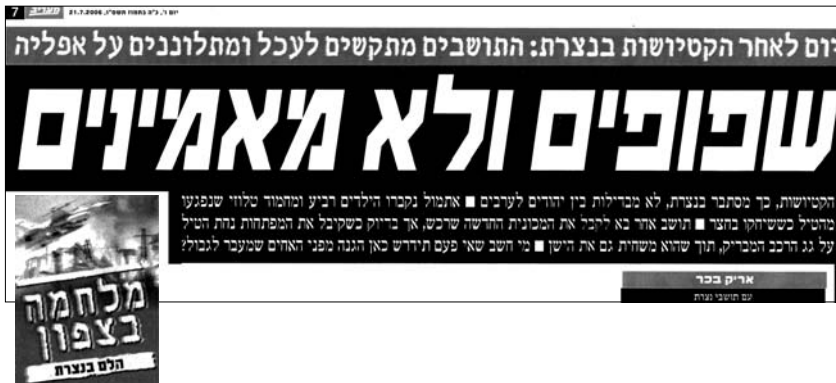 7 מעריב יום ו', כ"ה בתמוז תשס"ו, 21.7.2006
יום לאחר הקטיושות בנצרת: התושבים מתקשים לעכל ומתלוננים על אפליה
שפופים ולא מאמינים
הקטיושות, כך מסתבר בנצרת, לא מבדילות בין יהודים לערבים ■ אתמול נקברו הילדים רביע ומחמוד טלוזי שנפגעו
מהטיל כששיחקו בחצר ■ תושב אחר בא לקבל את המכונית החדשה שרכש, אך בדיוק כשקיבל את המפתחות נחת הטיל
על גג הרכב המבריק, תוך שהוא משחית גם את הישן ■ מי חשב שאי פעם תידרש כאן הגנה מפני האחים שמעבר לגבול?
אריק בכר
עם תושבי נצרת
מלחמה
בצפון
הלם בנצרת